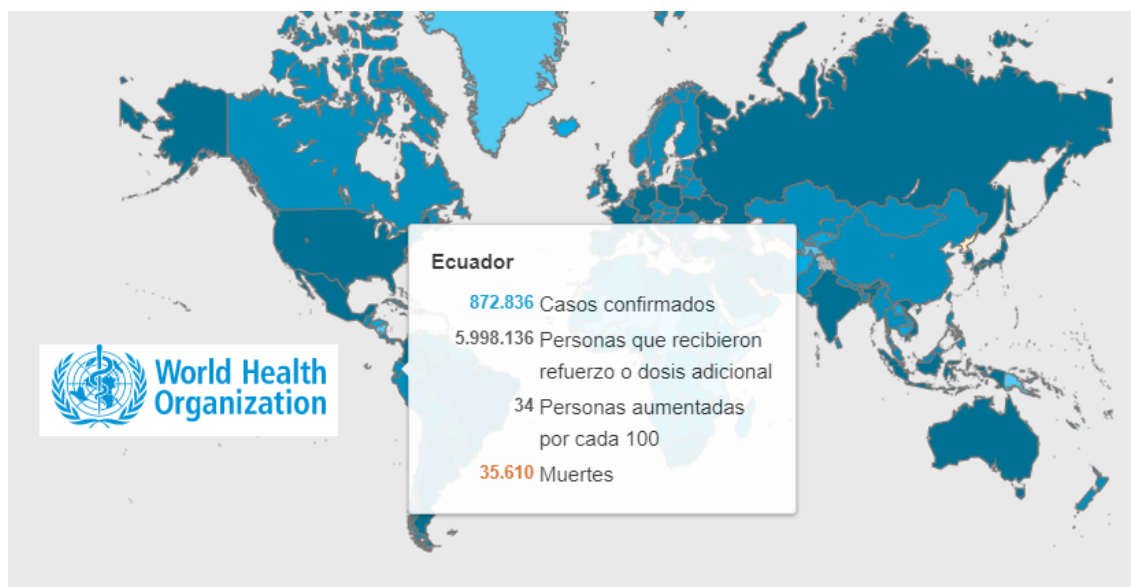 Ecuador
872.836 Casos confirmados
5.998.136 Personas que recibieron
refuerzo o dosis adicional
34 Personas aumentadas
por cada 100
35.610 Muertes
World Health
Organization